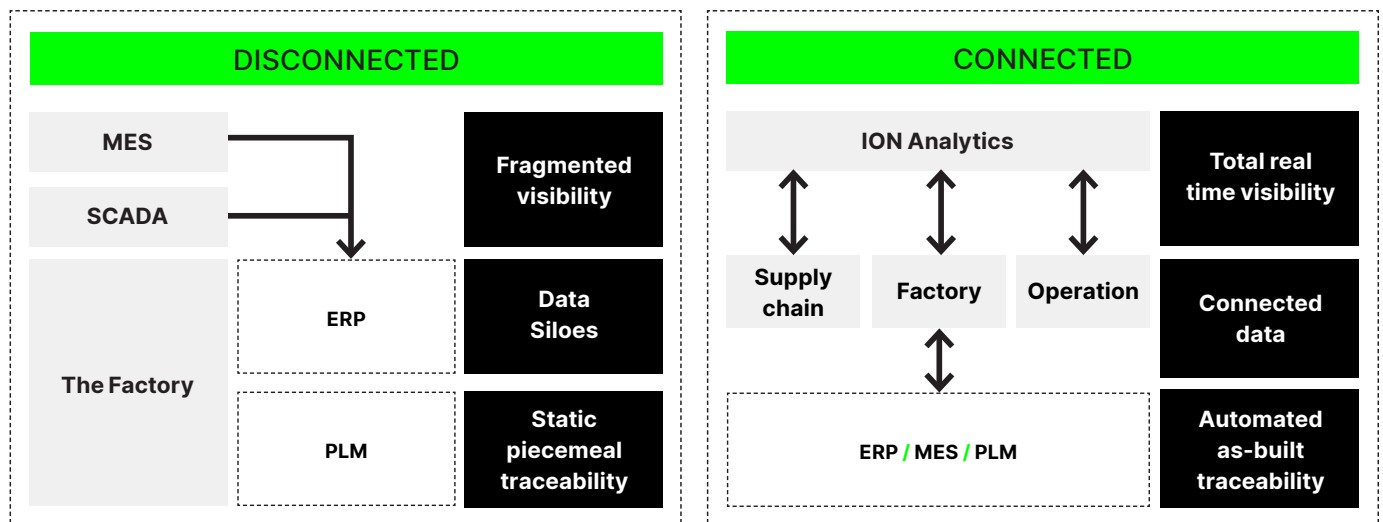 DISCONNECTED
MES
SCADA
The Factory
ERP
PLM
Fragmented
visibility
Data
Siloes
Static
piecemeal
traceability
CONNECTED
ION Analytics
Supply
chain
Factory
Operation
ERP / MES / PLM
Total real
time visibility
Connected
data
Automated
as-built
traceability